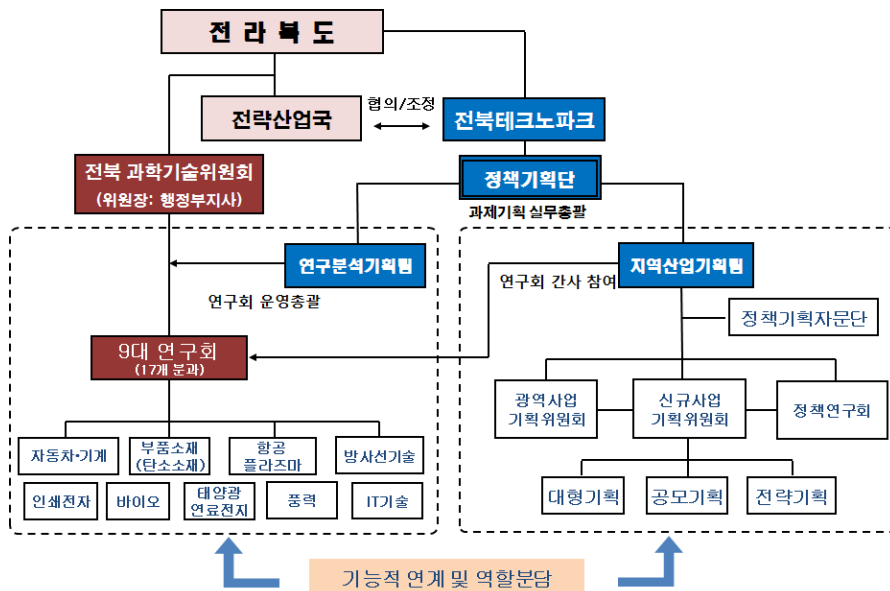 전 라 북 도
전략산업국
협의/조정
전북테크노파크
전북 과학기술위원회
(위원장: 행정부지사)
정책기획단
과제기획 실무총괄
연구분석기획팀
연구회 운영총괄
지역산업기획팀
연구회 간사 참여
정책기획자문단
9대 연구회
(17개 분과)
광역사업
기획위원회
신규사업
기획위원회
정책연구회
자동차·기계
부품소재
(탄소소재)
항공
플라즈마
방사선기술
인쇄전자
바이오
태양광
연료전지
풍력
IT기술
대형기획
공모기획
전략기획
기능적 연계 및 역할분담